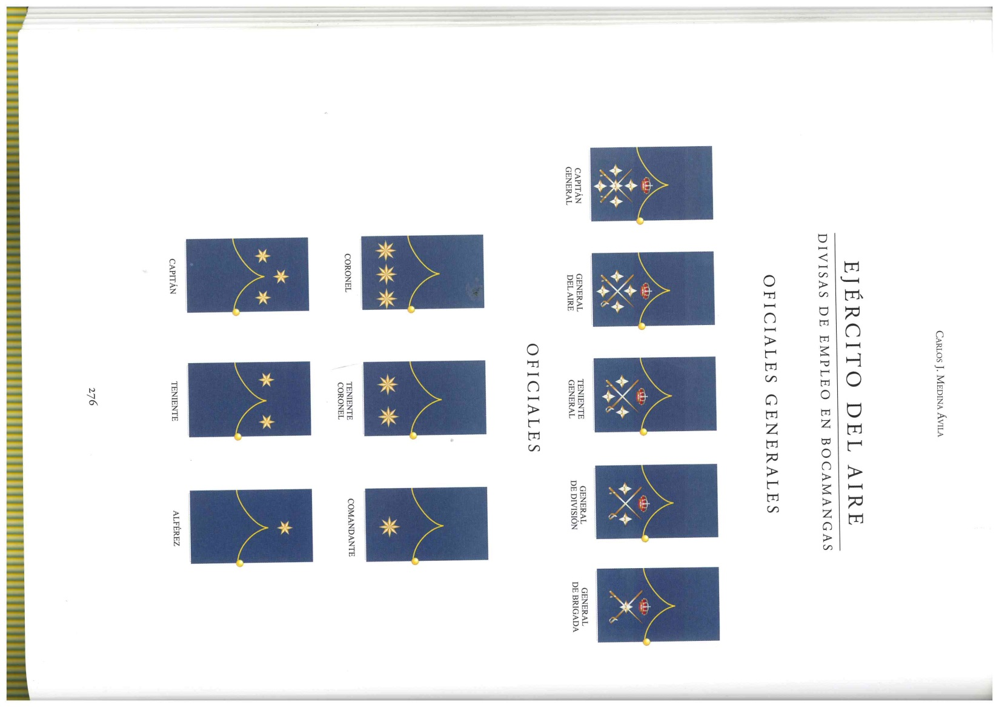 CARLOS J. MEDINA ÁVILA
EJÉRCITO DEL AIRE
DIVISAS DE EMPLEO EN BOCAMANGAS
OFICIALES GENERALES
CAPITÁN
GENERAL
GENERAL
DEL AIRE
TENIENTE
GENERAL
GENERAL
DE DIVISIÓN
GENERAL
DE BRIGADA
OFICIALES
CORONEL
TENIENTE
CORONEL
COMANDANTE
CAPITÁN
TENIENTE
ALFÉREZ
276